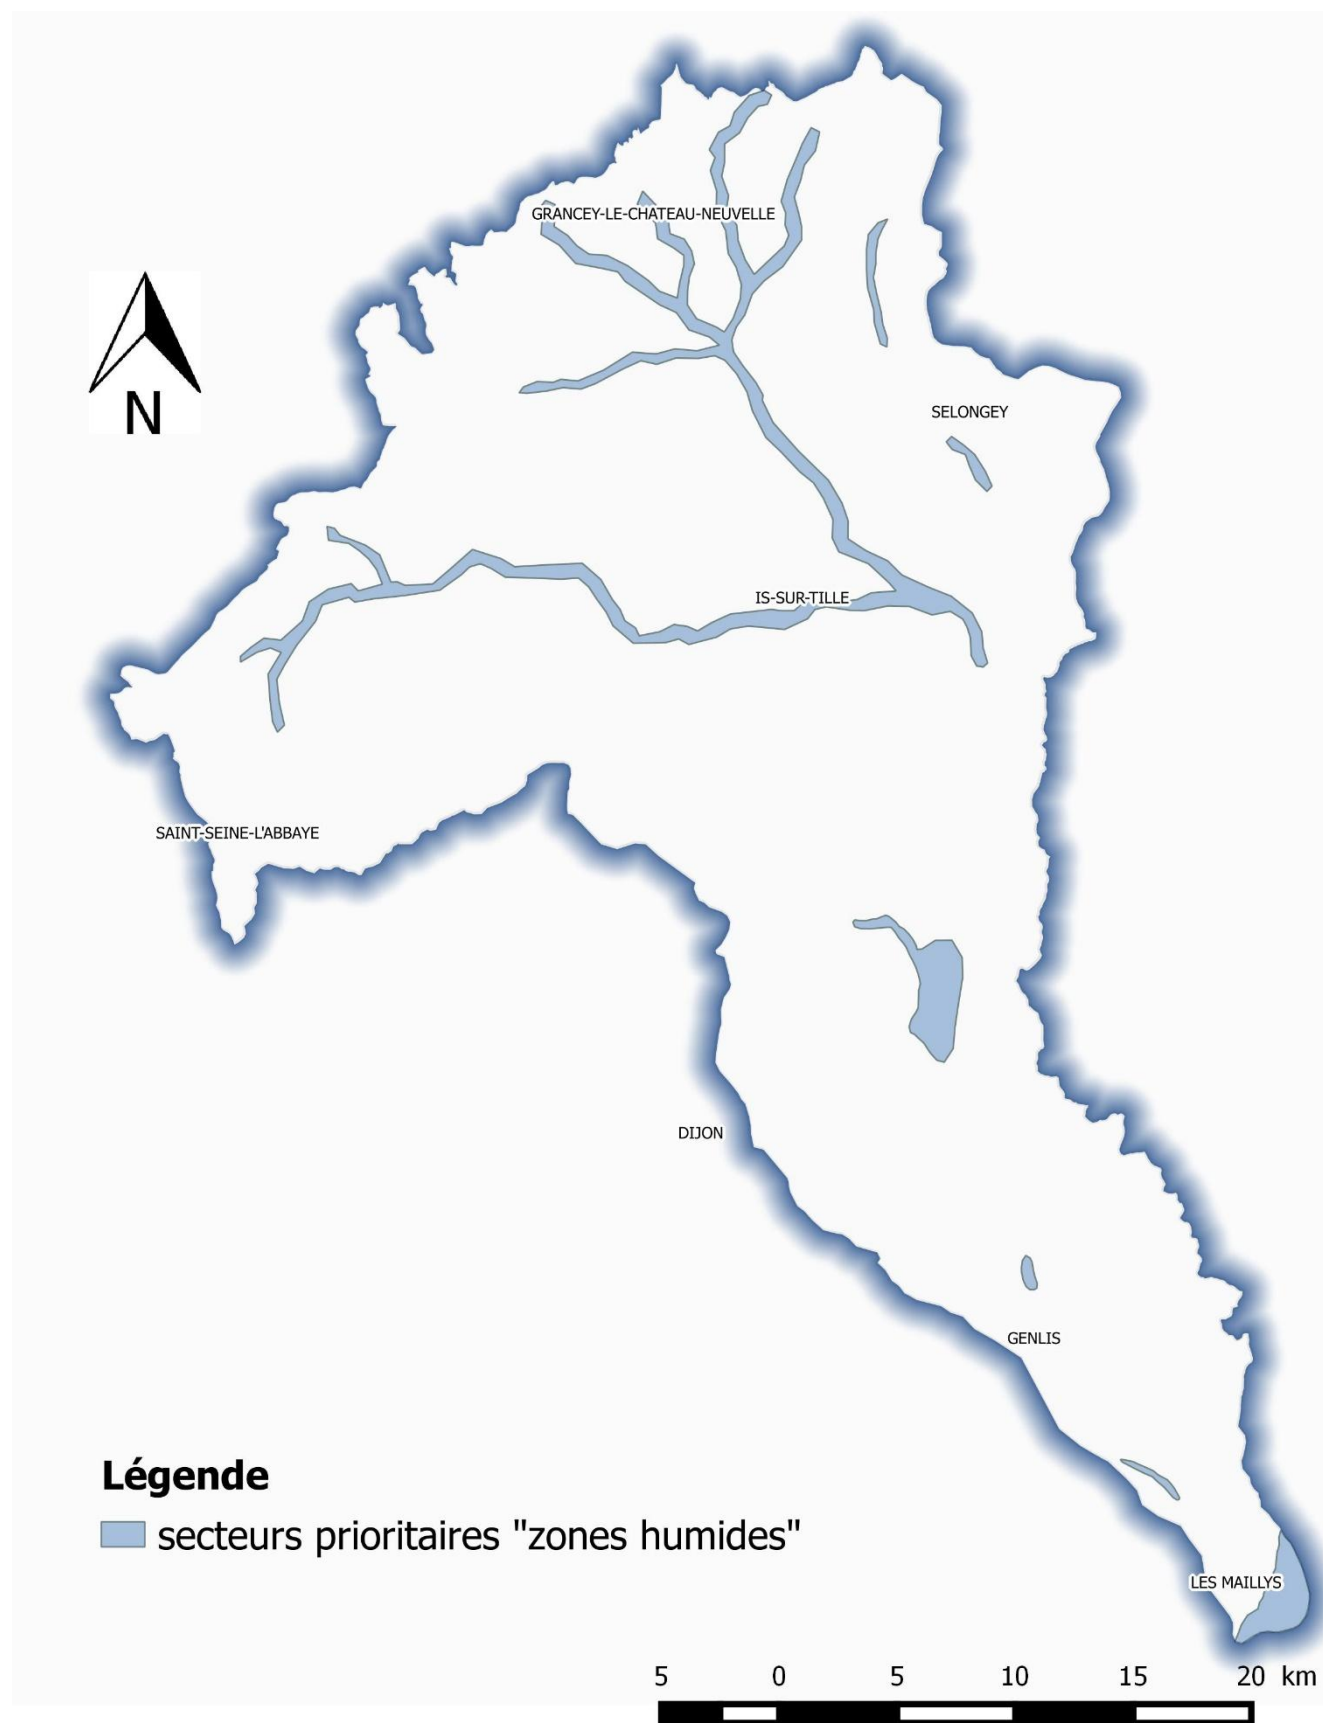 GRANCEY-LE-CHATEAU-NEUVELLE
N
SELONGEY
IS-SUR-TILLE
SAINT-SEINE-L'ABBAYE
DIJON
GENLIS
Légende
secteurs prioritaires "zones humides"
LES MAILLYS
5 0 5 10 15 20 km